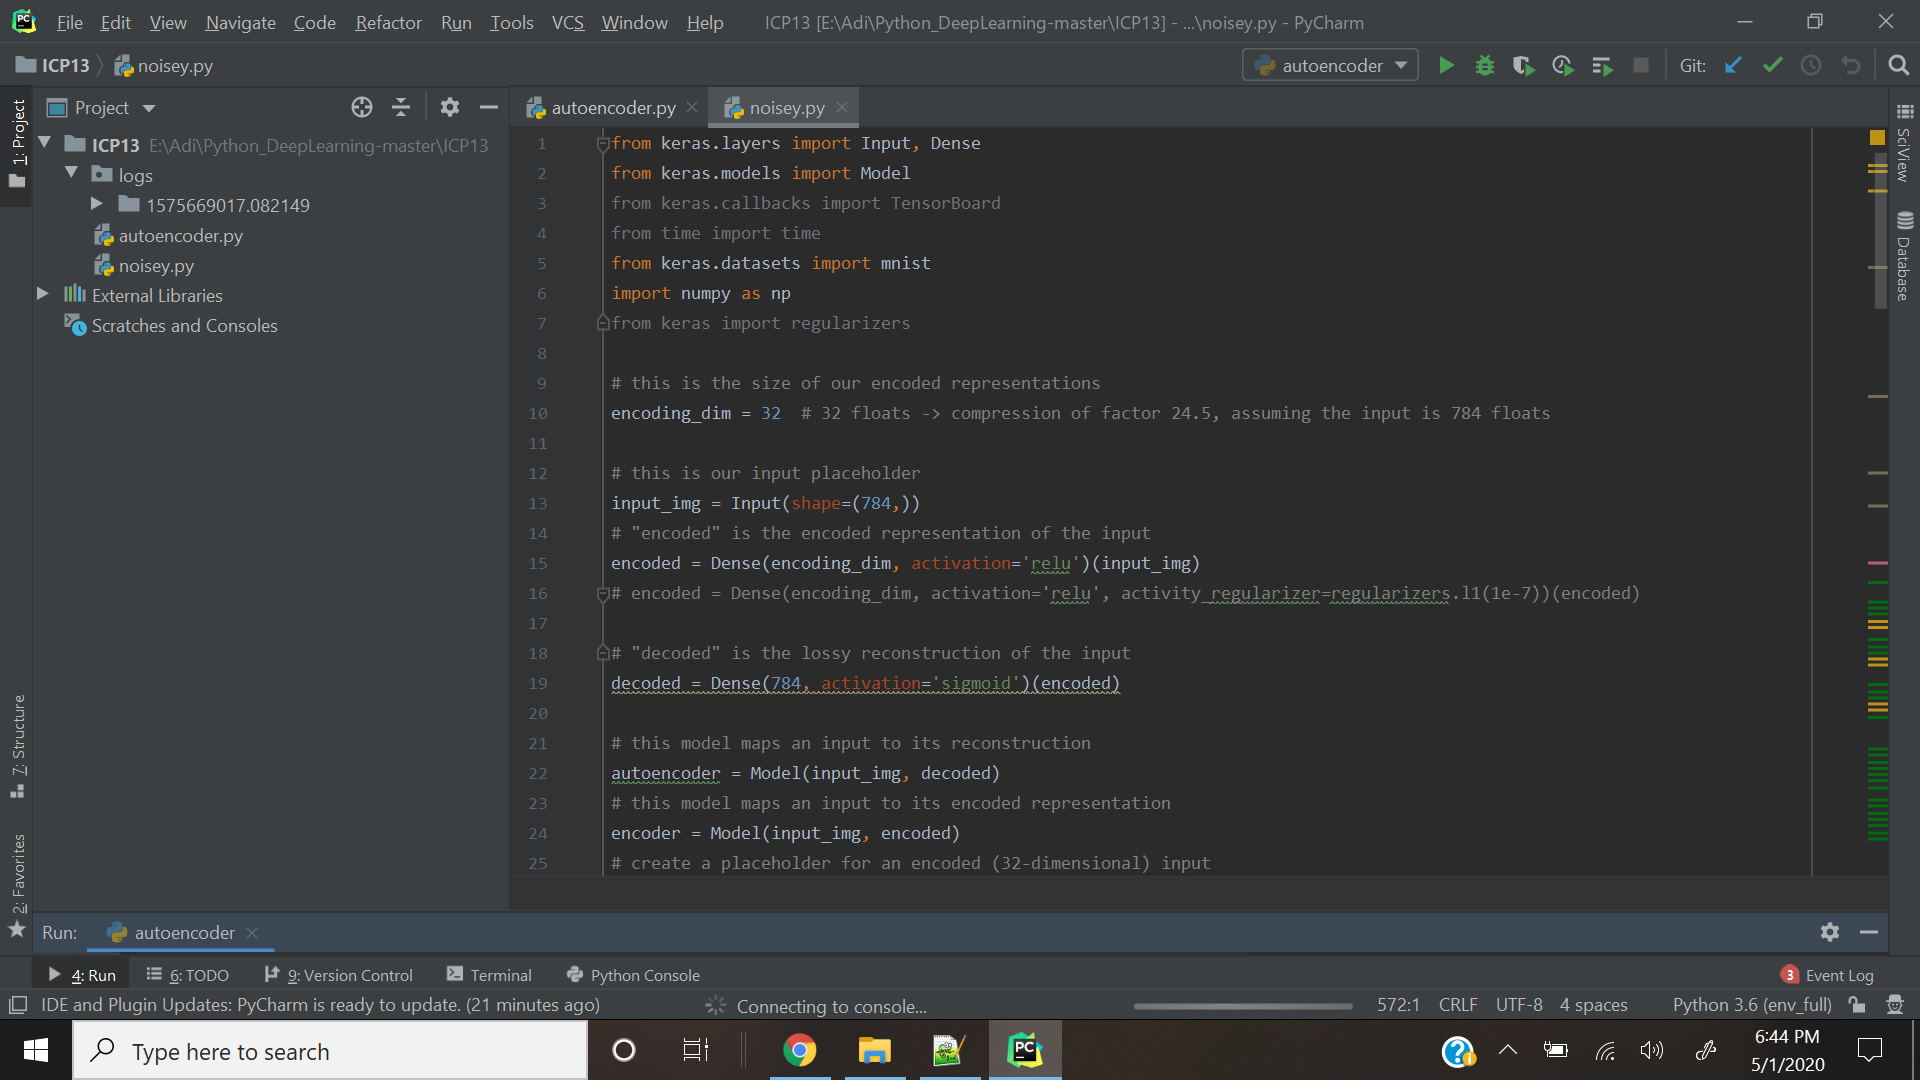 File Edit View Navigate Code Refactor Run Tools VCS Window Help ICP13 [E:\Adi\Python_DeepLearning-master\ICP13] - ...\noisey.py - PyCharm
ICP13 noisey.py autoencoder Git:
Project autoencoder.py noisey.py
1: Project
ICP13 E:\Adi\Python_DeepLearning-master\ICP13
logs
1575669017.082149
autoencoder.py
noisey.py
External Libraries
Scratches and Consoles
1 from keras.layers import Input, Dense
2 from keras.models import Model
3 from keras.callbacks import TensorBoard
4 from time import time
5 from keras.datasets import mnist
6 import numpy as np
7 from keras import regularizers
8
9 # this is the size of our encoded representations
10 encoding_dim = 32  # 32 floats -> compression of factor 24.5, assuming the input is 784 floats
11
12 # this is our input placeholder
13 input_img = Input(shape=(784,))
14 # "encoded" is the encoded representation of the input
15 encoded = Dense(encoding_dim, activation='relu')(input_img)
16 # encoded = Dense(encoding_dim, activation='relu', activity_regularizer=regularizers.l1(1e-7))(encoded)
17
18 # "decoded" is the lossy reconstruction of the input
19 decoded = Dense(784, activation='sigmoid')(encoded)
20
21 # this model maps an input to its reconstruction
22 autoencoder = Model(input_img, decoded)
23 # this model maps an input to its encoded representation
24 encoder = Model(input_img, encoded)
25 # create a placeholder for an encoded (32-dimensional) input
SciView
Database
7: Structure
2: Favorites
Run: autoencoder
4: Run 6: TODO 9: Version Control Terminal Python Console 3 Event Log
IDE and Plugin Updates: PyCharm is ready to update. (21 minutes ago) Connecting to console... 572:1 CRLF UTF-8 4 spaces Python 3.6 (env_full)
Type here to search
PC
6:44 PM
5/1/2020